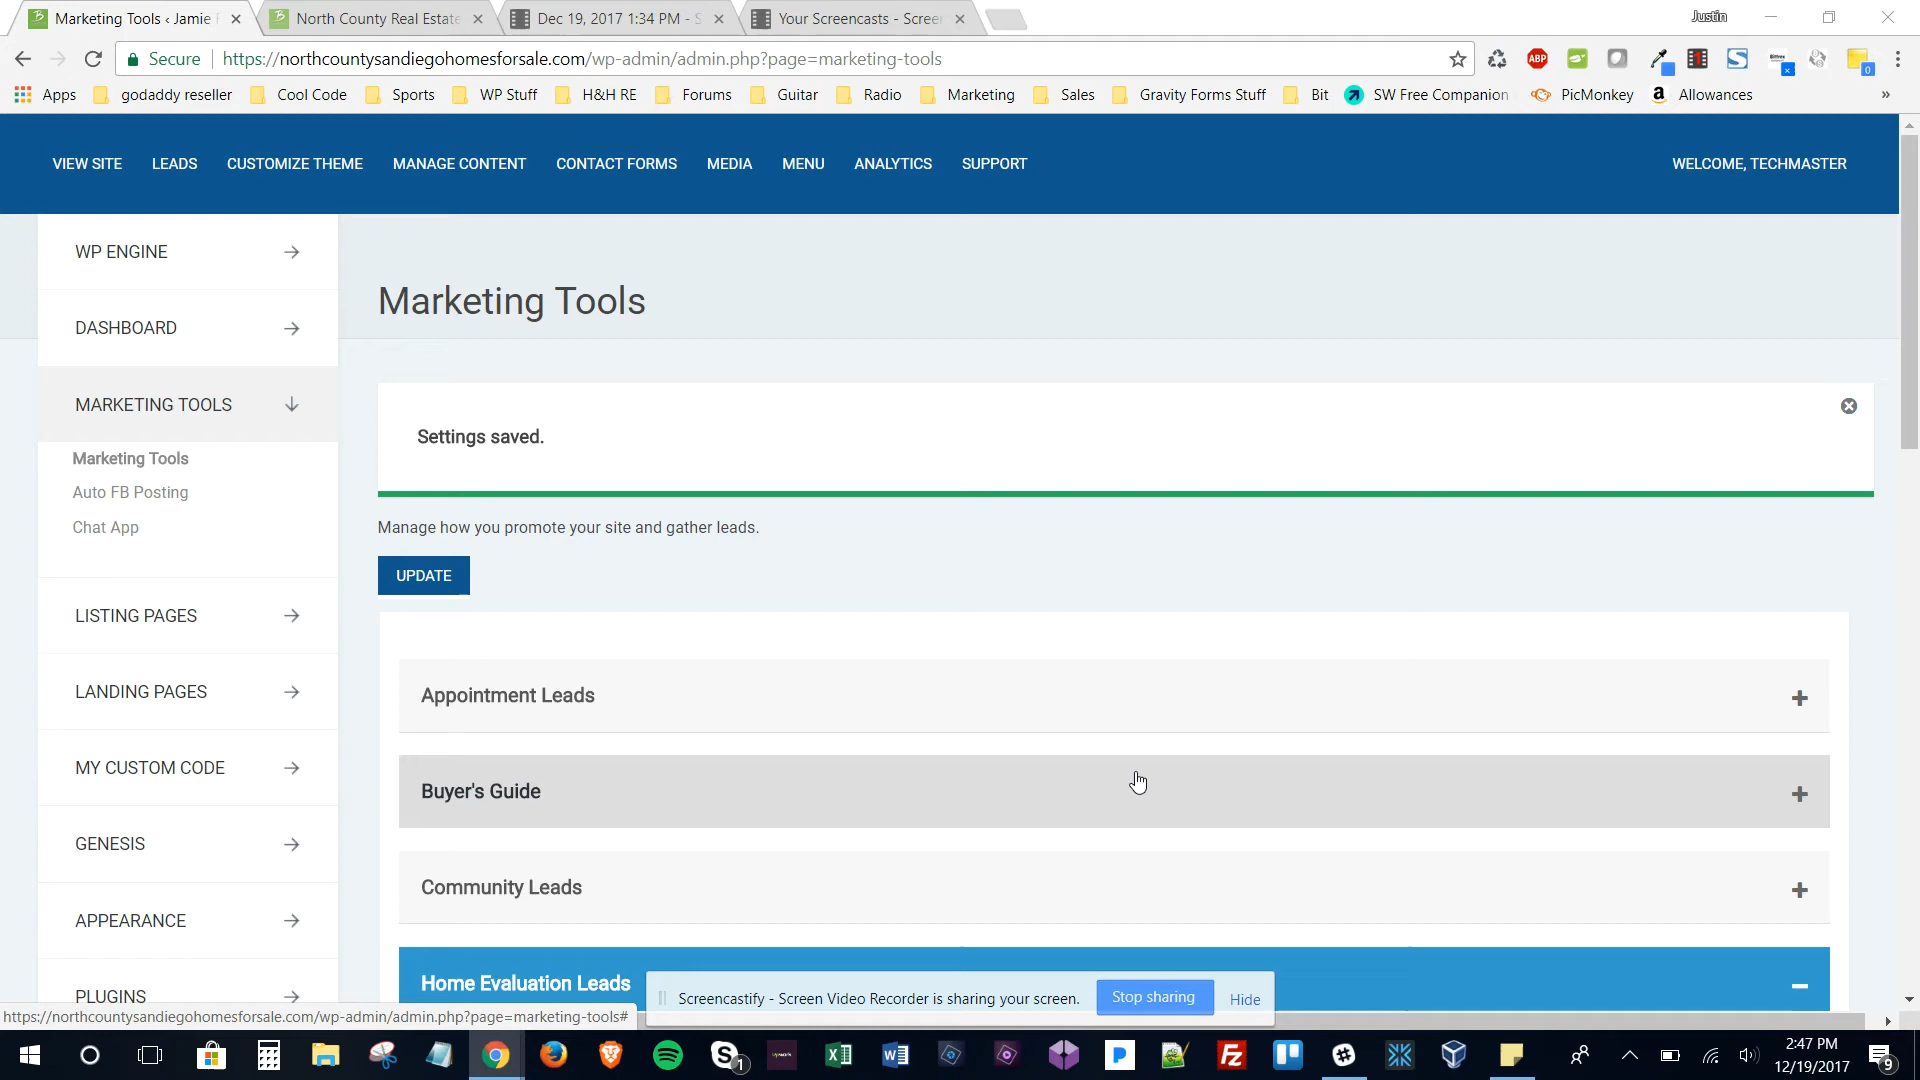 Marketing Tools ‹ Jamie
North County Real Estate
Dec 19, 2017 1:34 PM - S
Your Screencasts - Scree
Justin
Secure
https://northcountysandiegohomesforsale.com/wp-admin/admin.php?page=marketing-tools
ABP
0
Apps
godaddy reseller
Cool Code
Sports
WP Stuff
H&H RE
Forums
Guitar
Radio
Marketing
Sales
Gravity Forms Stuff
Bit
SW Free Companion
PicMonkey
Allowances
»
VIEW SITE
LEADS
CUSTOMIZE THEME
MANAGE CONTENT
CONTACT FORMS
MEDIA
MENU
ANALYTICS
SUPPORT
WELCOME, TECHMASTER
WP ENGINE
DASHBOARD
MARKETING TOOLS
Marketing Tools
Auto FB Posting
Chat App
LISTING PAGES
LANDING PAGES
MY CUSTOM CODE
GENESIS
APPEARANCE
PLUGINS
Marketing Tools
Settings saved.
Manage how you promote your site and gather leads.
UPDATE
Appointment Leads
Buyer's Guide
Community Leads
Home Evaluation Leads
Screencastify - Screen Video Recorder is sharing your screen.
Stop sharing
Hide
https://northcountysandiegohomesforsale.com/wp-admin/admin.php?page=marketing-tools#
1
2:47 PM
12/19/2017
9